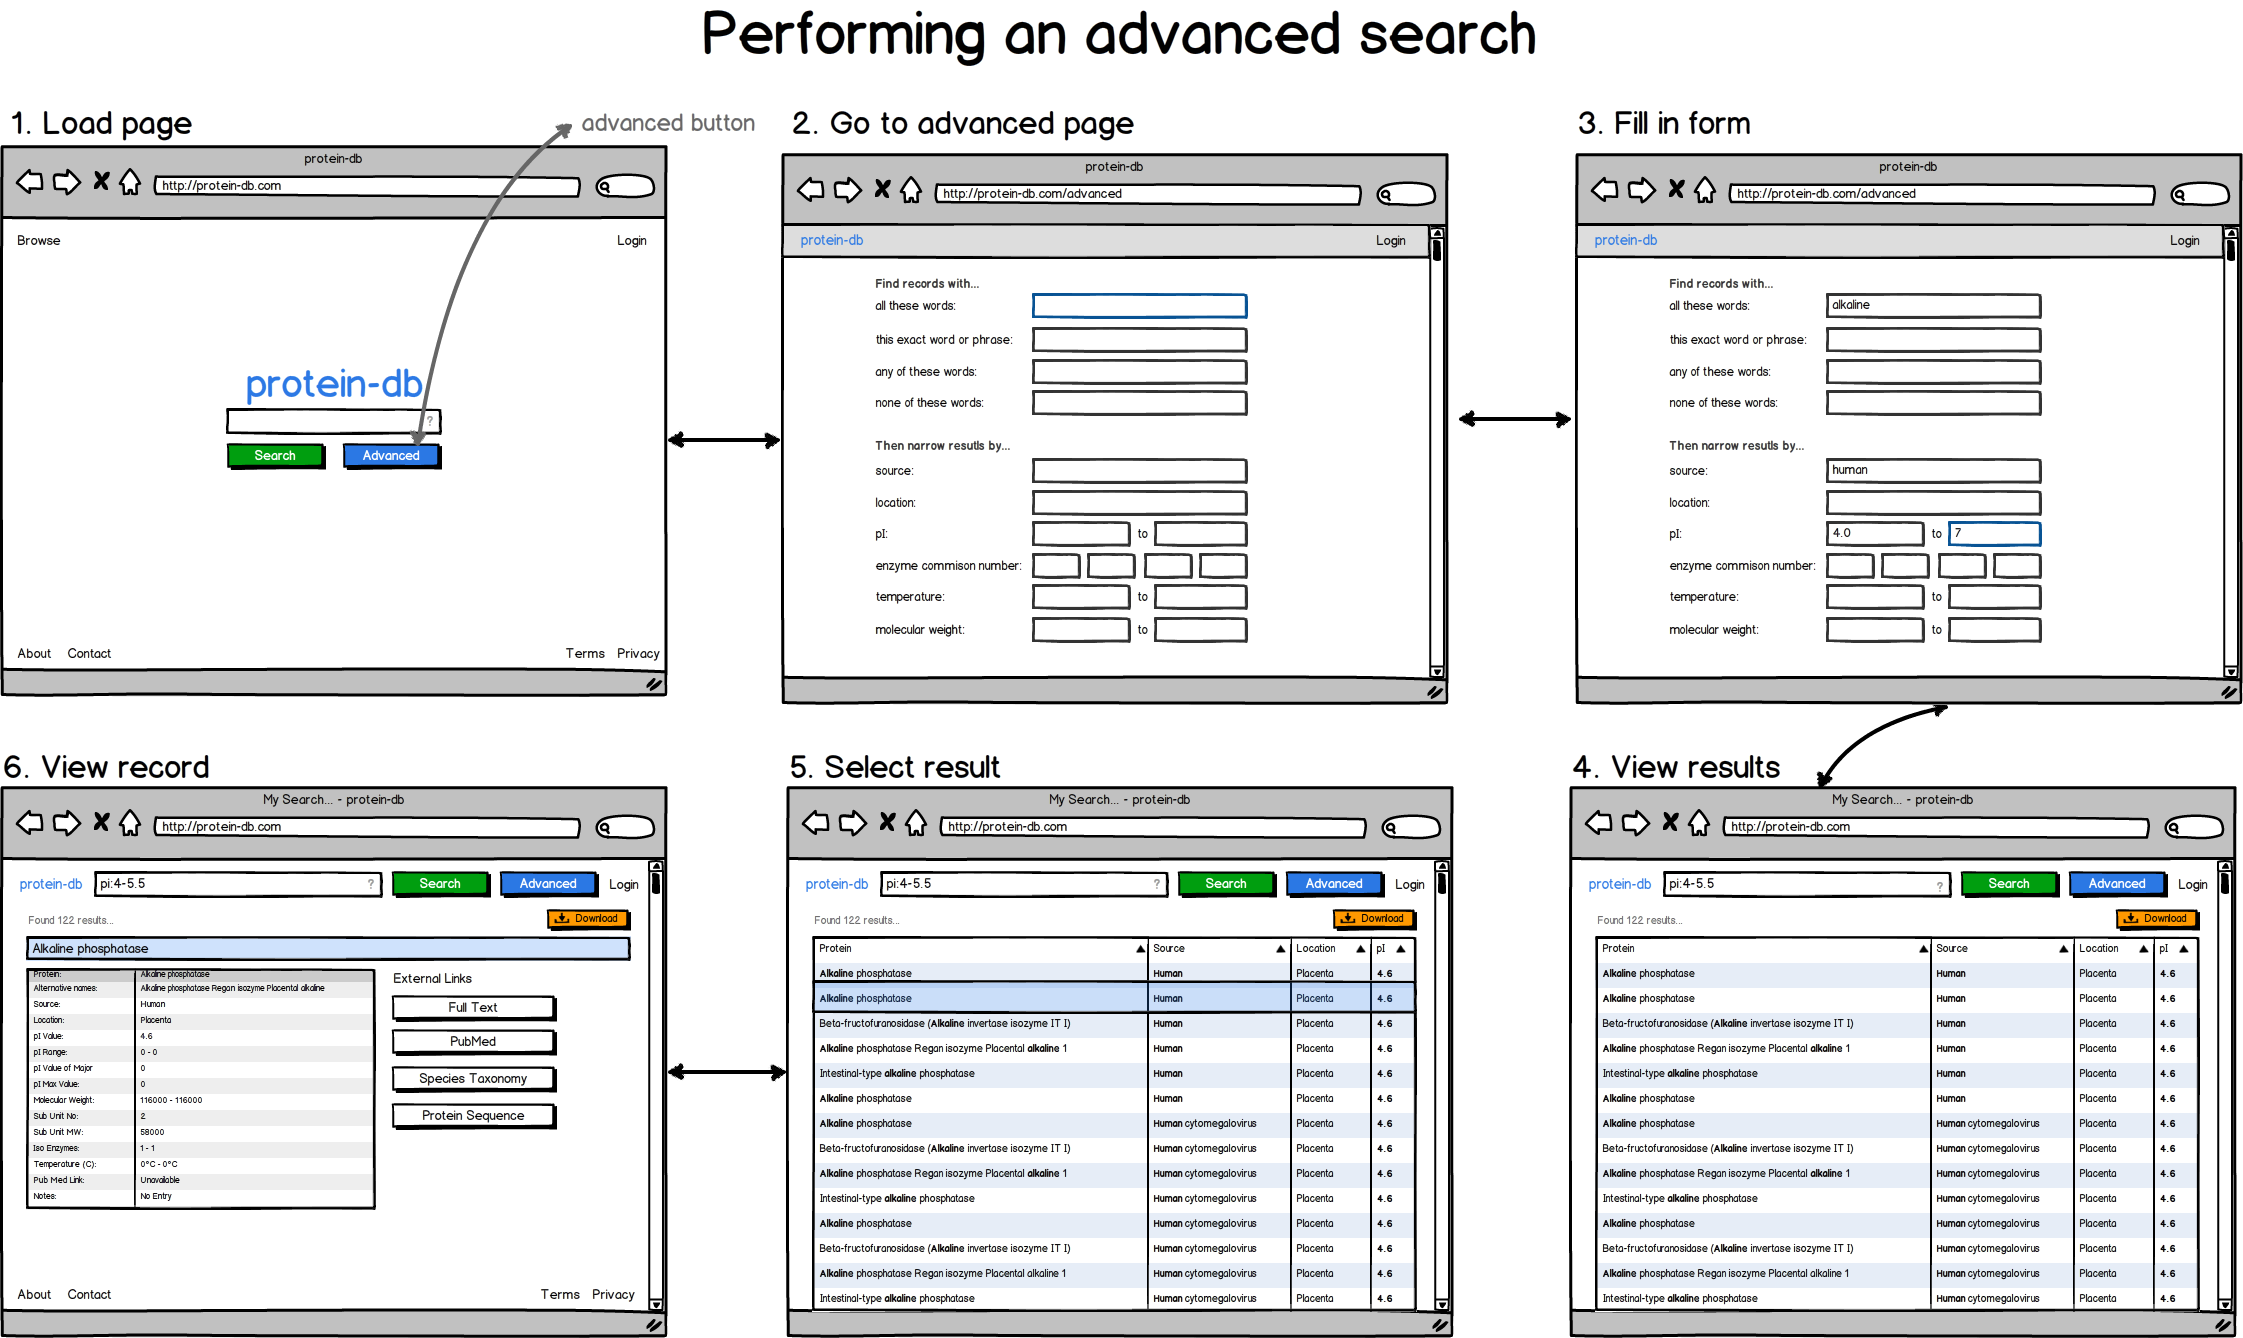 Performing an advanced search
1. Load page
advanced button
protein-db
http://protein-db.com
Browse
Login
protein-db
?
Search
Advanced
About Contact
Terms Privacy
2. Go to advanced page
protein-db
http://protein-db.com/advanced
protein-db
Login
Find records with...
all these words:
this exact word or phrase:
any of these words:
none of these words:
Then narrow resutls by...
source:
location:
pI: to
enzyme commison number:
temperature: to
molecular weight: to
3. Fill in form
protein-db
http://protein-db.com/advanced
protein-db
Login
Find records with...
all these words: alkaline
this exact word or phrase:
any of these words:
none of these words:
Then narrow resutls by...
source: human
location:
pI: 4.0 to 7
enzyme commison number:
temperature: to
molecular weight: to
6. View record
My Search... - protein-db
http://protein-db.com
protein-db pi:4-5.5 ? Search Advanced Login
Found 122 results...
Download
Alkaline phosphatase
Protein: Alkaline phosphatase
Alternative names: Alkaline phosphatase Regan isozyme Placental alkaline
Source: Human
Location: Placenta
pI Value: 4.6
pI Range: 0 - 0
pI Value of Major 0
pI Max Value: 0
Molecular Weight: 116000 - 116000
Sub Unit No: 2
Sub Unit MW: 58000
Iso Enzymes: 1 - 1
Temperature (C): 0°C - 0°C
Pub Med Link: Unavailable
Notes: No Entry
External Links
Full Text
PubMed
Species Taxonomy
Protein Sequence
About Contact
Terms Privacy
5. Select result
My Search... - protein-db
http://protein-db.com
protein-db pi:4-5.5 ? Search Advanced Login
Found 122 results...
Download
Protein Source Location pI
Alkaline phosphatase Human Placenta 4.6
Alkaline phosphatase Human Placenta 4.6
Beta-fructofuranosidase (Alkaline invertase isozyme IT I) Human Placenta 4.6
Alkaline phosphatase Regan isozyme Placental alkaline 1 Human Placenta 4.6
Intestinal-type alkaline phosphatase Human Placenta 4.6
Alkaline phosphatase Human Placenta 4.6
Alkaline phosphatase Human cytomegalovirus Placenta 4.6
Beta-fructofuranosidase (Alkaline invertase isozyme IT I) Human cytomegalovirus Placenta 4.6
Alkaline phosphatase Regan isozyme Placental alkaline 1 Human cytomegalovirus Placenta 4.6
Intestinal-type alkaline phosphatase Human cytomegalovirus Placenta 4.6
Alkaline phosphatase Human cytomegalovirus Placenta 4.6
Beta-fructofuranosidase (Alkaline invertase isozyme IT I) Human cytomegalovirus Placenta 4.6
Alkaline phosphatase Regan isozyme Placental alkaline 1 Human cytomegalovirus Placenta 4.6
Intestinal-type alkaline phosphatase Human cytomegalovirus Placenta 4.6
4. View results
My Search... - protein-db
http://protein-db.com
protein-db pi:4-5.5 ? Search Advanced Login
Found 122 results...
Download
Protein Source Location pI
Alkaline phosphatase Human Placenta 4.6
Alkaline phosphatase Human Placenta 4.6
Beta-fructofuranosidase (Alkaline invertase isozyme IT I) Human Placenta 4.6
Alkaline phosphatase Regan isozyme Placental alkaline 1 Human Placenta 4.6
Intestinal-type alkaline phosphatase Human Placenta 4.6
Alkaline phosphatase Human Placenta 4.6
Alkaline phosphatase Human cytomegalovirus Placenta 4.6
Beta-fructofuranosidase (Alkaline invertase isozyme IT I) Human cytomegalovirus Placenta 4.6
Alkaline phosphatase Regan isozyme Placental alkaline 1 Human cytomegalovirus Placenta 4.6
Intestinal-type alkaline phosphatase Human cytomegalovirus Placenta 4.6
Alkaline phosphatase Human cytomegalovirus Placenta 4.6
Beta-fructofuranosidase (Alkaline invertase isozyme IT I) Human cytomegalovirus Placenta 4.6
Alkaline phosphatase Regan isozyme Placental alkaline 1 Human cytomegalovirus Placenta 4.6
Intestinal-type alkaline phosphatase Human cytomegalovirus Placenta 4.6